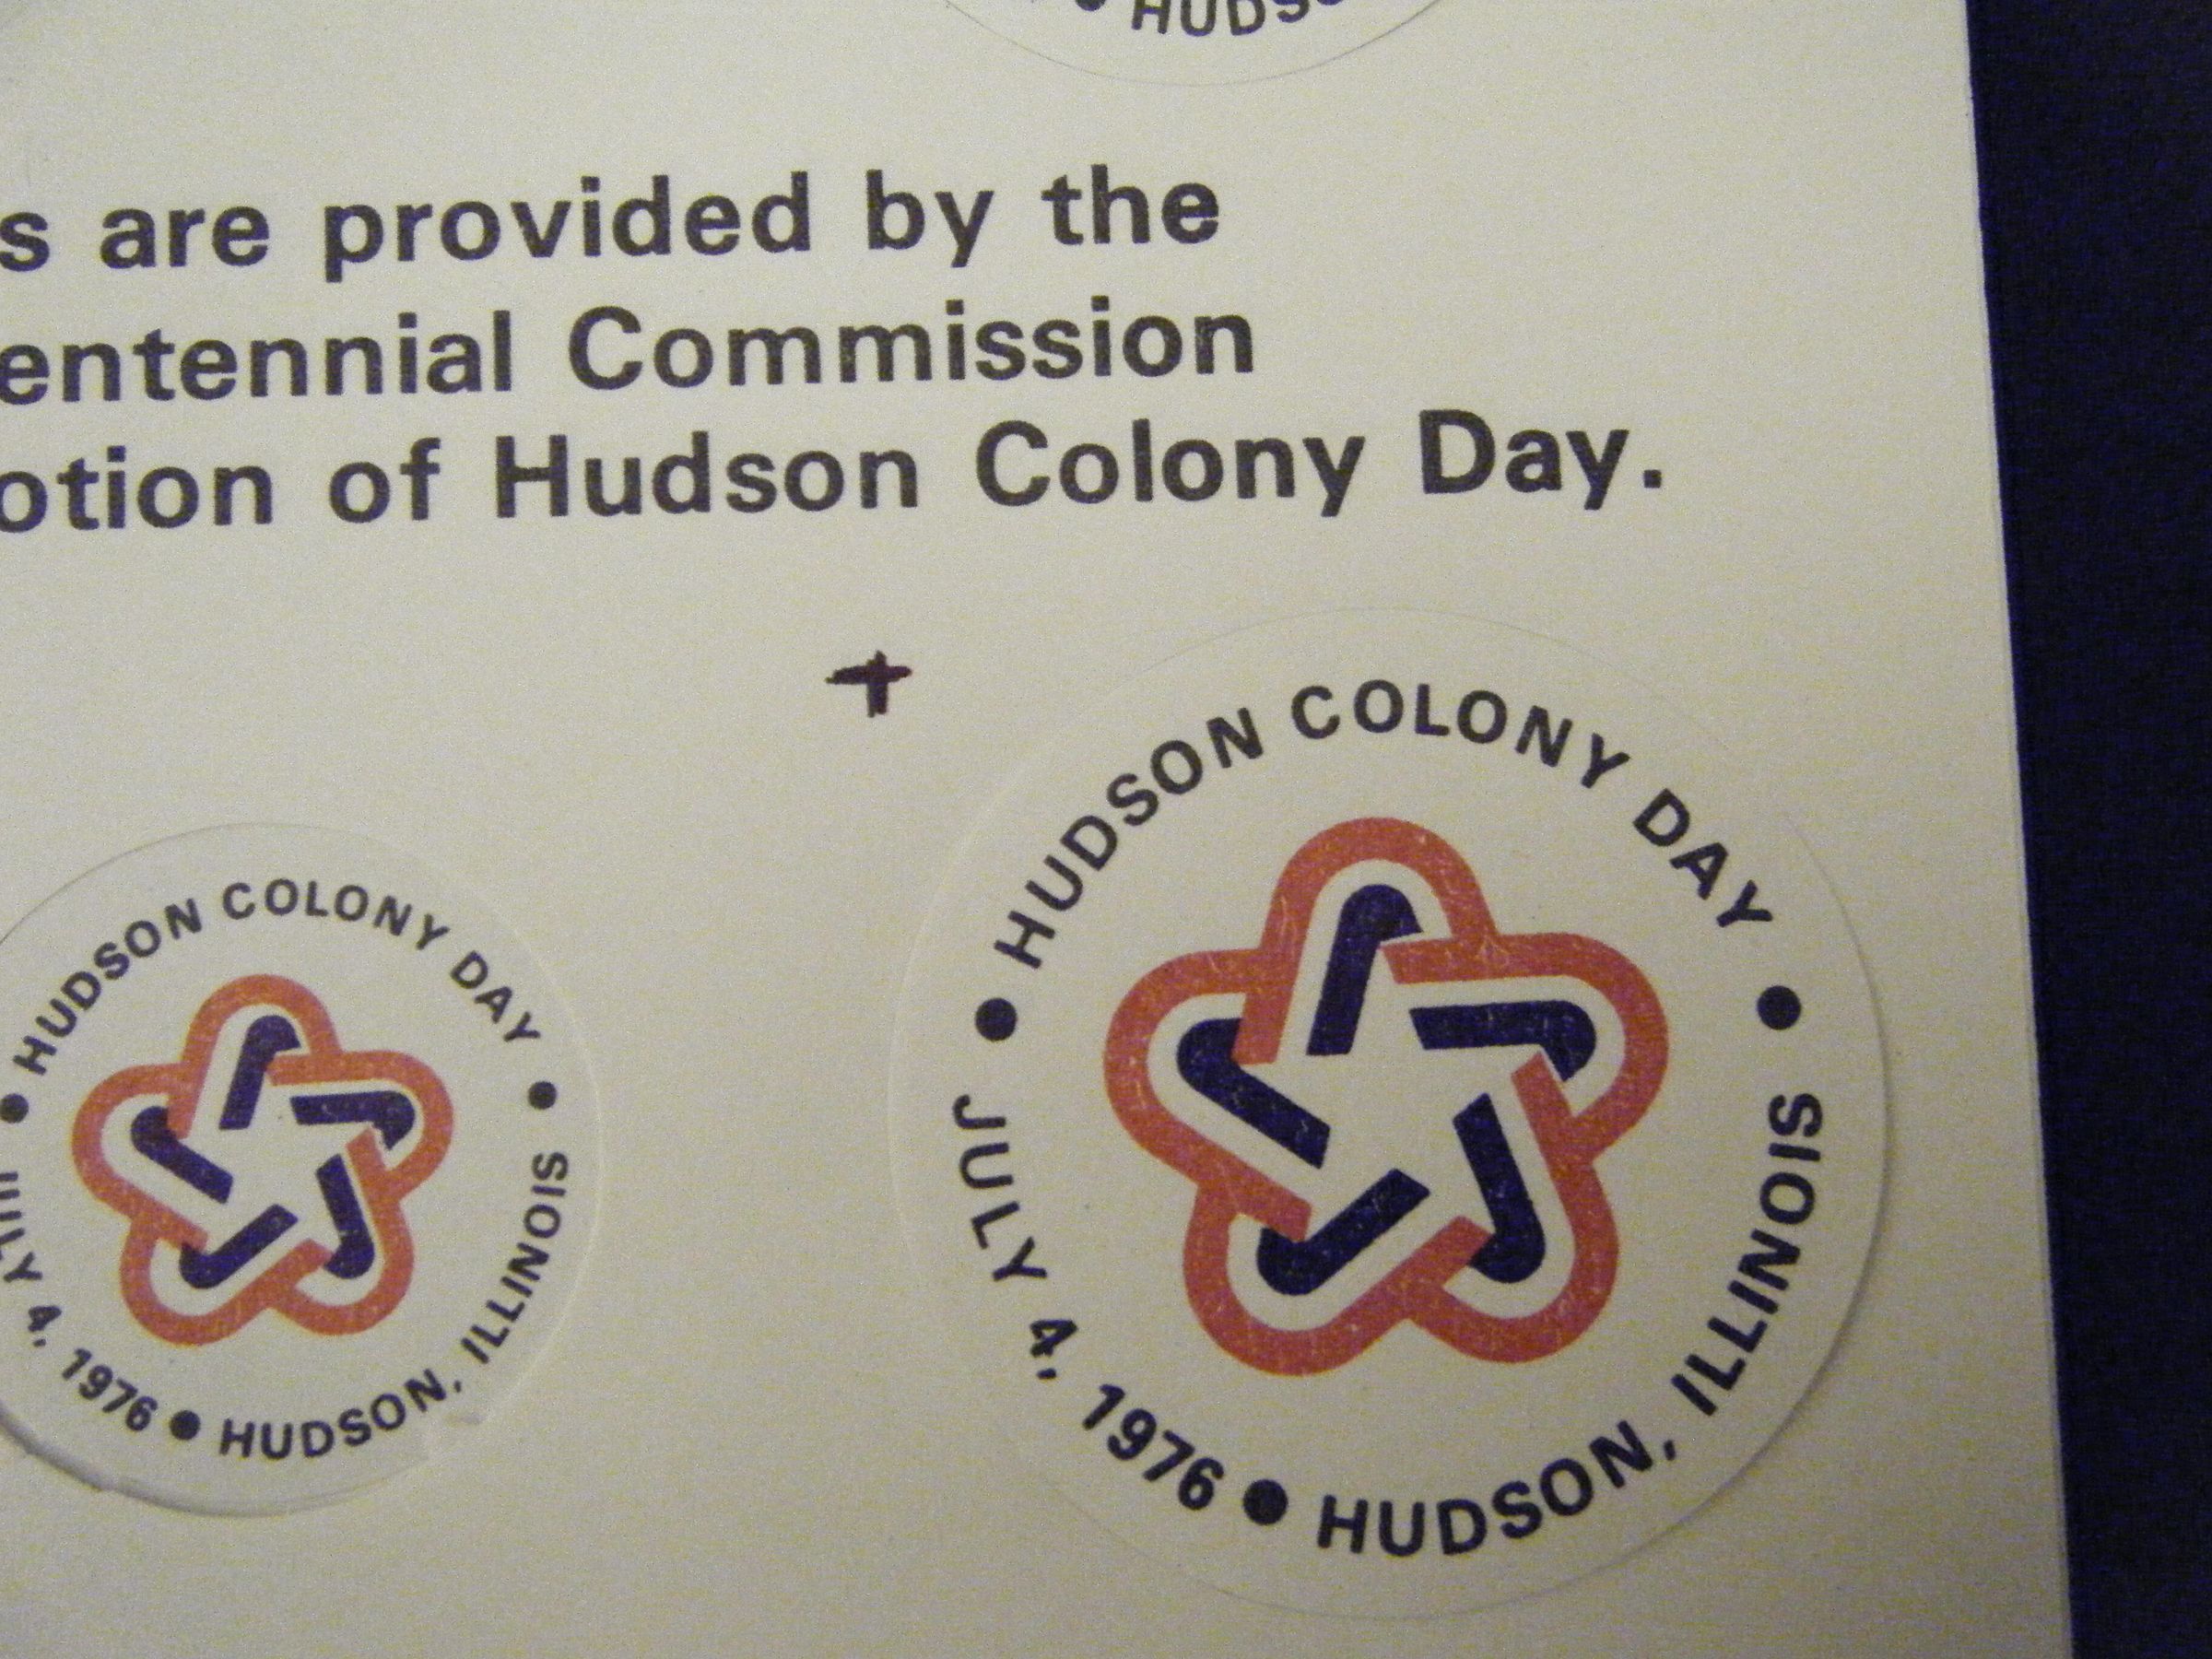 HUDSO
s are provided by the
entennial Commission
otion of Hudson Colony Day.
• HUDSON COLONY DAY •
JULY 4, 1976 • HUDSON, ILLINOIS
• HUDSON COLONY DAY •
JULY 4, 1976 • HUDSON, ILLINOIS